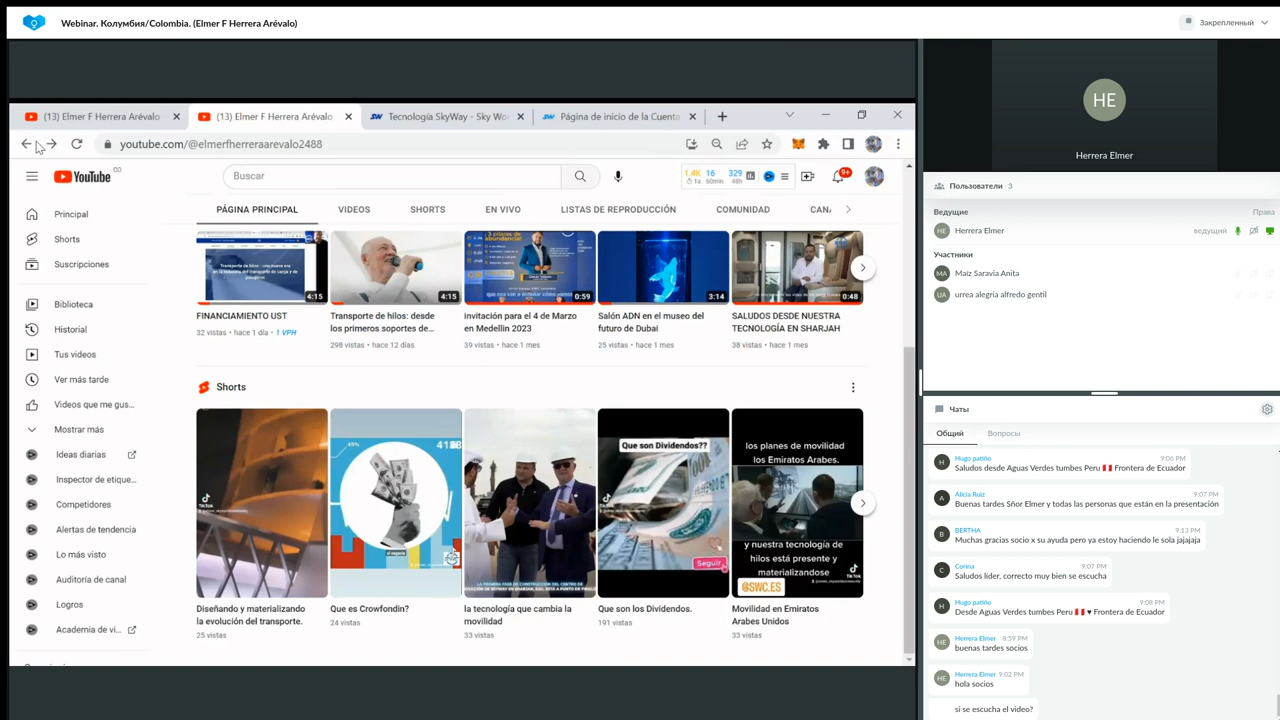 Webinar. Колумбия/Colombia. (Elmer F Herrera Arévalo)
Закрепленный
(13) Elmer F Herrera Arévalo
(13) Elmer F Herrera Arévalo
Tecnología SkyWay - Sky Wo
Página de inicio de la Cuenta
youtube.com/@elmerfherreraarevalo2488
YouTube CO
Buscar
1.4K 16 329
1a 60min 48h
9+
PÁGINA PRINCIPAL
VIDEOS
SHORTS
EN VIVO
LISTAS DE REPRODUCCIÓN
COMUNIDAD
CANA
Principal
Shorts
Suscripciones
Biblioteca
Historial
Tus videos
Ver más tarde
Videos que me gus...
Mostrar más
Ideas diarias
Inspector de etique...
Competidores
Alertas de tendencia
Lo más visto
Auditoría de canal
Logros
Academia de vi...
4:15
4:15
0:59
3:14
0:48
FINANCIAMIENTO UST
32 vistas • hace 1 día • 1 VPH
Transporte de hilos: desde
los primeros soportes de...
298 vistas • hace 12 días
invitación para el 4 de Marzo
en Medellin 2023
39 vistas • hace 1 mes
Salón ADN en el museo del
futuro de Dubai
25 vistas • hace 1 mes
SALUDOS DESDE NUESTRA
TECNOLOGÍA EN SHARJAH
38 vistas • hace 1 mes
Shorts
TikTok
Que son Dividendos??
TikTok
Seguir
los planes de movilidad
los Emiratos Arabes.
y nuestra tecnología de
hilos está presente y
materializandose
TikTok
@SWC.ES
Diseñando y materializando
la evolución del transporte.
25 vistas
Que es Crowfondin?
24 vistas
la tecnología que cambia la
movilidad
33 vistas
Que son los Dividendos.
191 vistas
Movilidad en Emiratos
Arabes Unidos
33 vistas
HE
Herrera Elmer
Пользователи 3
Ведущие
Права
HE
Herrera Elmer
ведущий
Участники
MA
Maíz Saravia Anita
UA
urrea alegria alfredo gentil
Чаты
Общий
Вопросы
H
Hugo patiño
9:06 PM
Saludos desde Aguas Verdes tumbes Peru 🇵🇪 Frontera de Ecuador
A
Alicia Ruiz
9:07 PM
Buenas tardes Sñor Elmer y todas las personas que están en la presentación
B
BERTHA
9:13 PM
Muchas gracias socio x su ayuda pero ya estoy haciendo le sola jajajaja
C
Corina
9:07 PM
Saludos líder, correcto muy bien se escucha
H
Hugo patiño
9:08 PM
Desde Aguas Verdes tumbes Peru 🇵🇪 ♥ Frontera de Ecuador
HE
Herrera Elmer 8:59 PM
buenas tardes socios
HE
Herrera Elmer 9:02 PM
hola socios
si se escucha el video?